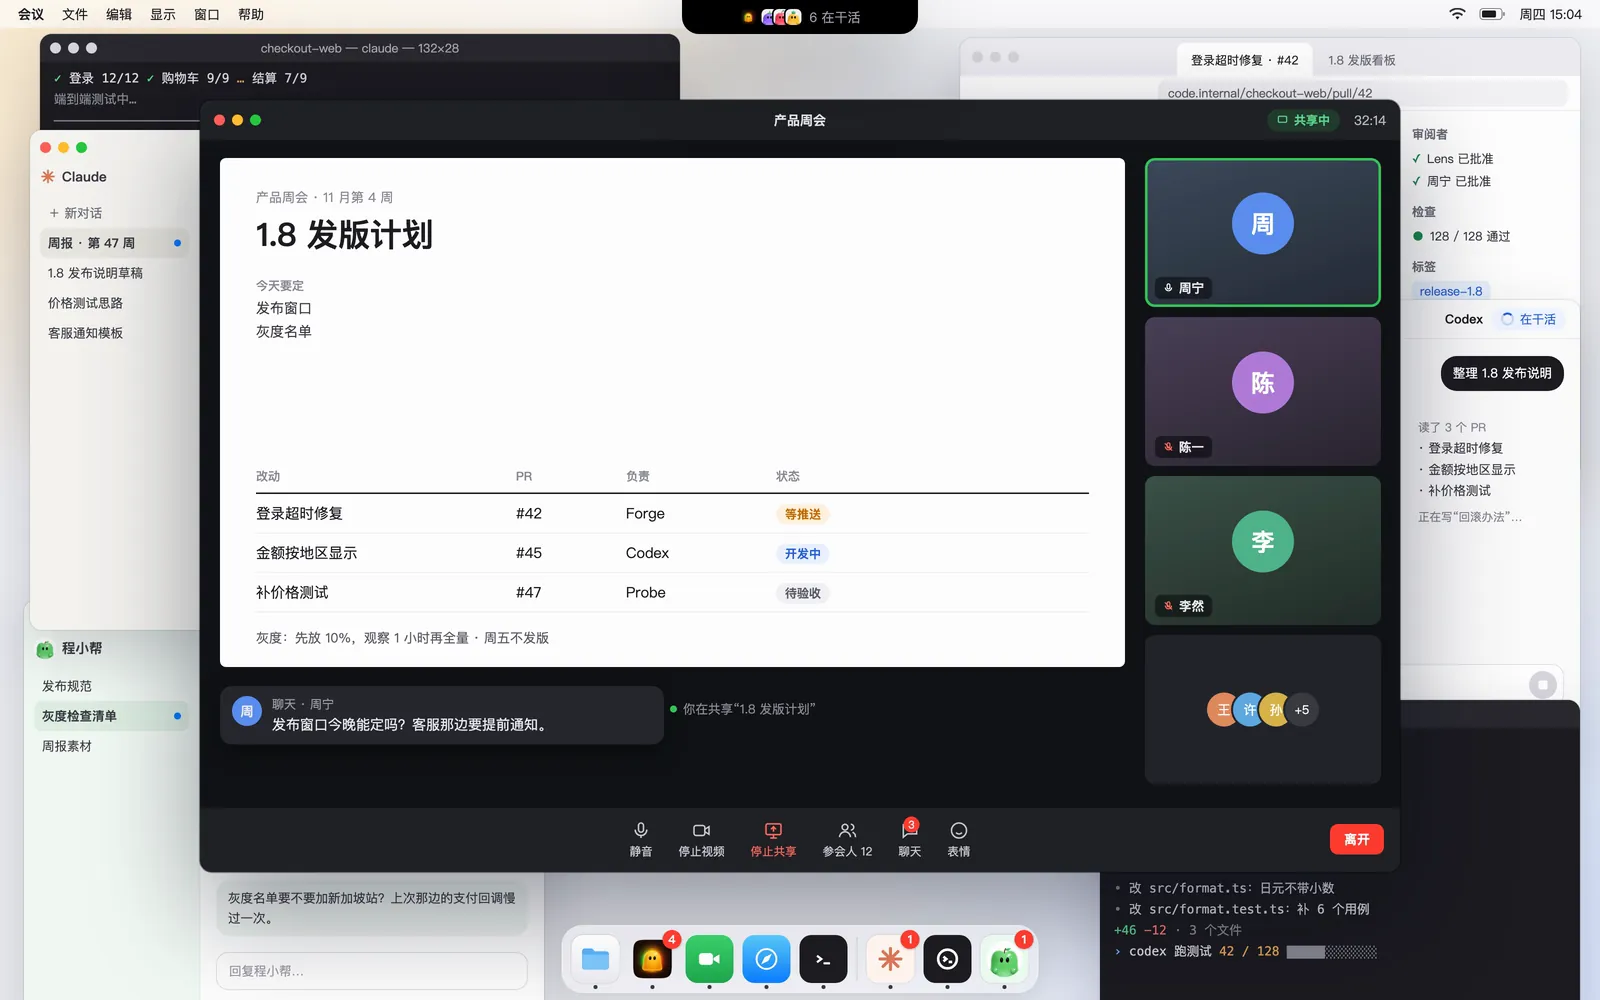 会议 文件 编辑 显示 窗口 帮助
6 在干活
周四 15:04
checkout-web — claude — 132×28
✓ 登录 12/12 ✓ 购物车 9/9 … 结算 7/9
端到端测试中…
登录超时修复 · #42
1.8 发版看板
code.internal/checkout-web/pull/42
审阅者
✓ Lens 已批准
✓ 周宁 已批准
检查
128 / 128 通过
标签
release-1.8
Claude
+ 新对话
周报 · 第 47 周
1.8 发布说明草稿
价格测试思路
客服通知模板
产品周会
共享中
32:14
产品周会 · 11 月第 4 周
1.8 发版计划
今天要定
发布窗口
灰度名单
改动 PR 负责 状态
登录超时修复 #42 Forge 等推送
金额按地区显示 #45 Codex 开发中
补价格测试 #47 Probe 待验收
灰度：先放 10%，观察 1 小时再全量 · 周五不发版
周
周宁
陈
陈一
李
李然
王 许 孙 +5
周
聊天 · 周宁
发布窗口今晚能定吗？客服那边要提前通知。
你在共享“1.8 发版计划”
静音
停止视频
停止共享
参会人 12
3
聊天
表情
离开
Codex
在干活
整理 1.8 发布说明
读了 3 个 PR
· 登录超时修复
· 金额按地区显示
· 补价格测试
正在写“回滚办法”…
程小帮
发布规范
灰度检查清单
周报素材
灰度名单要不要加新加坡站？上次那边的支付回调慢
过一次。
回复程小帮…
• 改 src/format.ts: 日元不带小数
• 改 src/format.test.ts: 补 6 个用例
+46 −12 · 3 个文件
› codex 跑测试 42 / 128
4
1
1